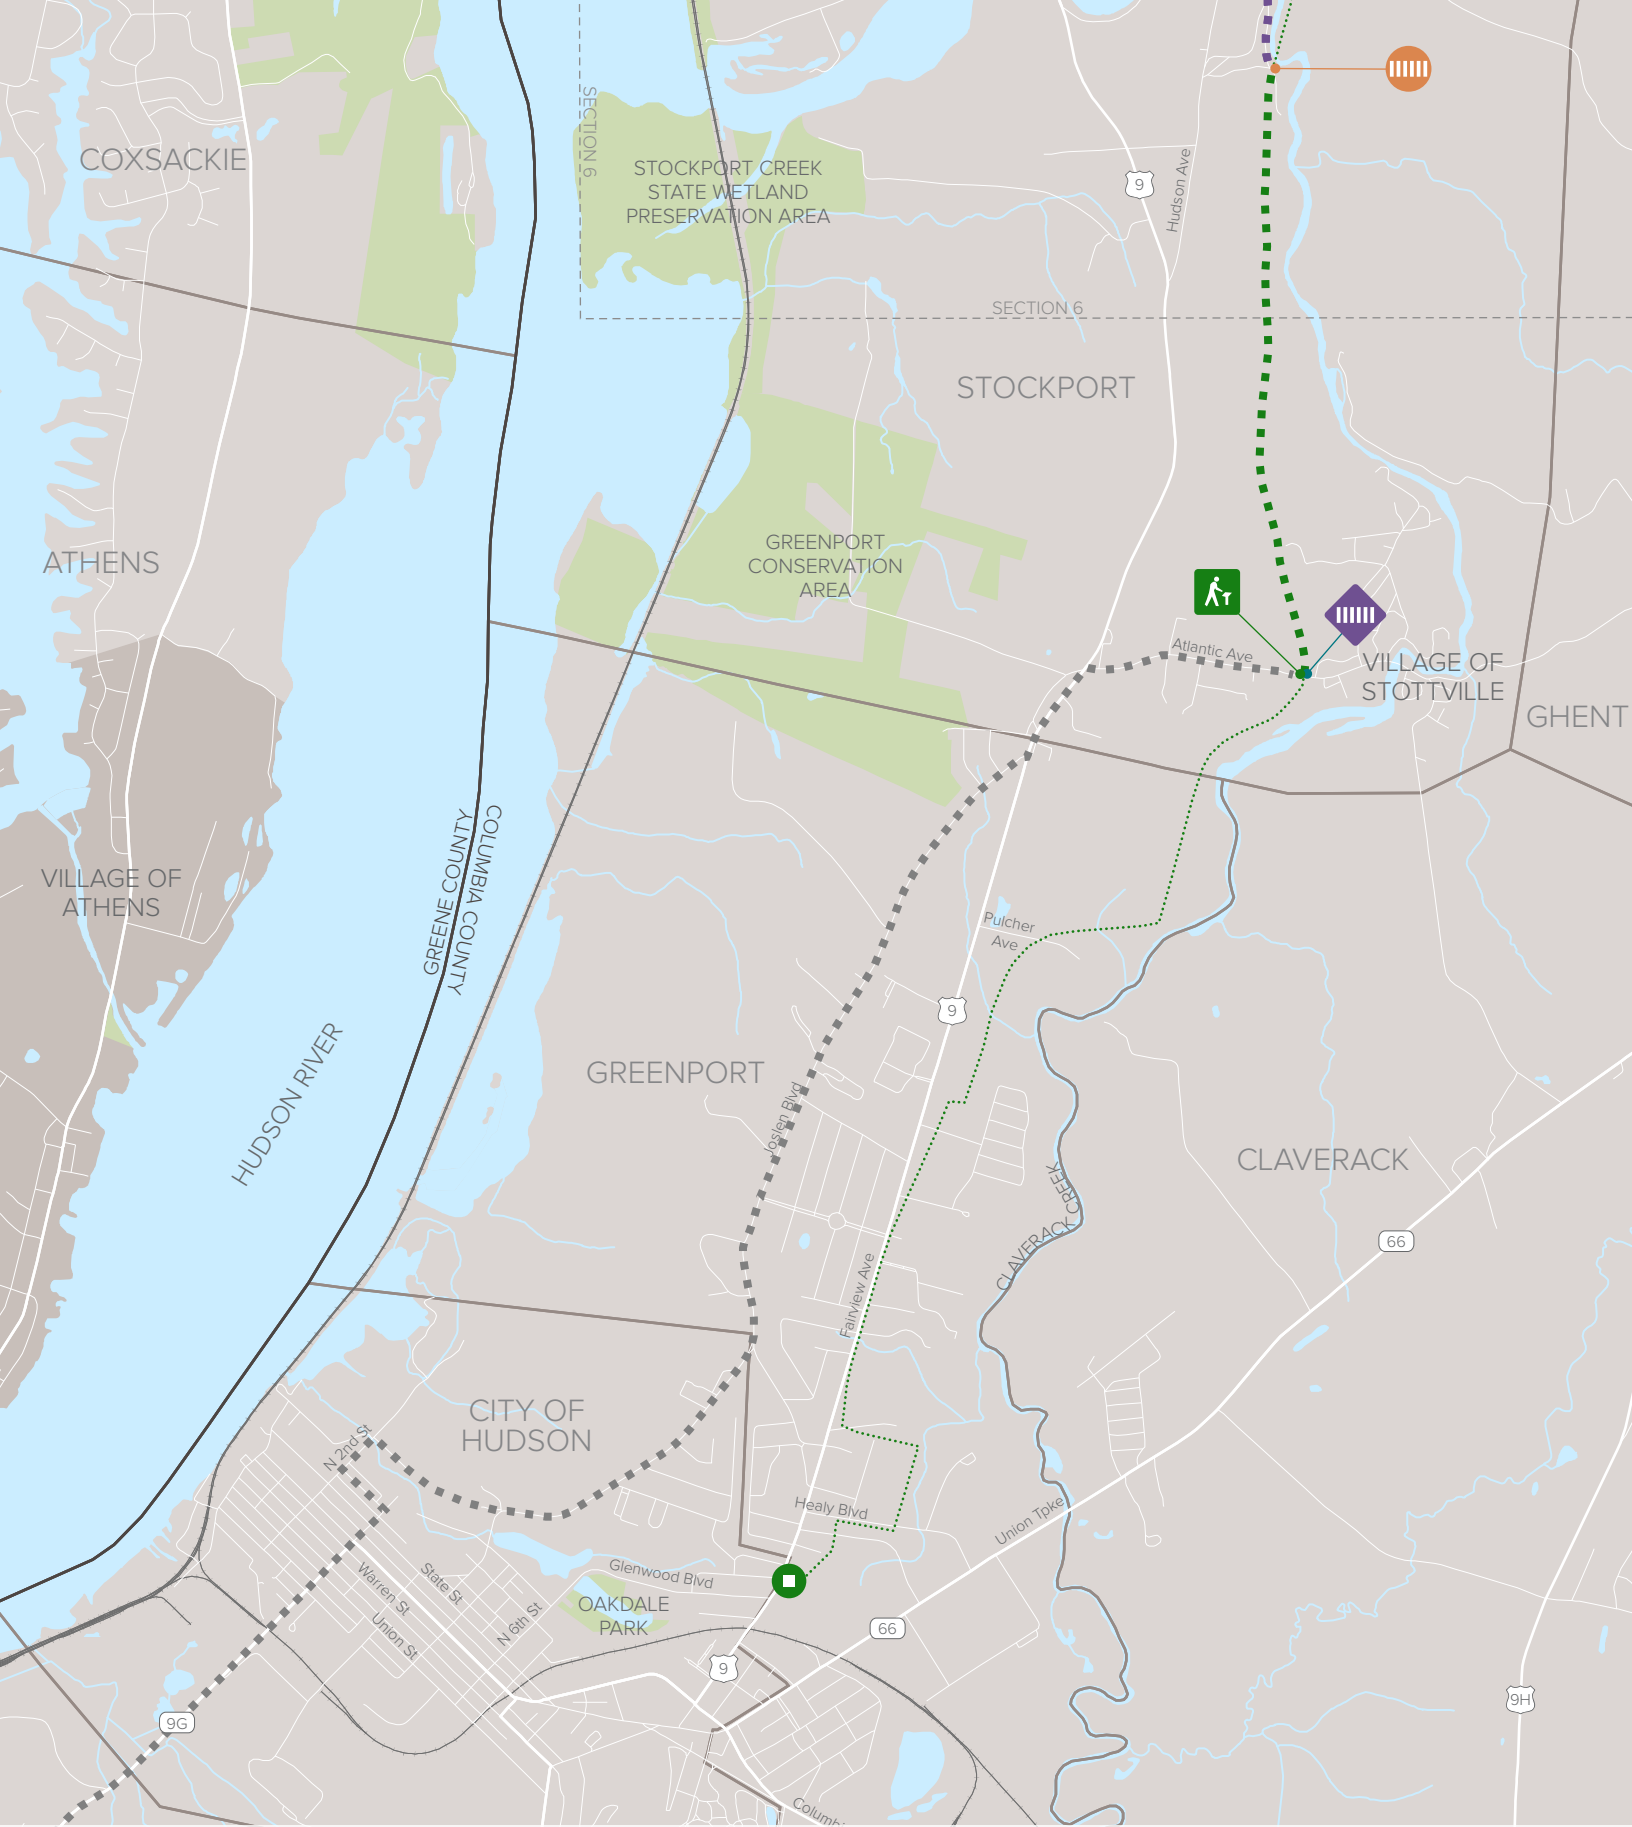 COXSACKIE
SECTION 6
STOCKPORT CREEK
STATE WETLAND
PRESERVATION AREA
9
Hudson Ave
SECTION 6
STOCKPORT
ATHENS
GREENPORT
CONSERVATION
AREA
Atlantic Ave
VILLAGE OF
STOTTVILLE
GHENT
VILLAGE OF
ATHENS
GREENE COUNTY
COLUMBIA COUNTY
Pulcher
Ave
9
HUDSON RIVER
GREENPORT
Joslen Blvd
CLAVERACK
CLAVERACK CREEK
66
Fairview Ave
CITY OF
HUDSON
N 2nd St
Healy Blvd
Union Tpke
Glenwood Blvd
Warren St
State St
Union St
N 6th St
OAKDALE
PARK
66
9
9H
9G
Columbi